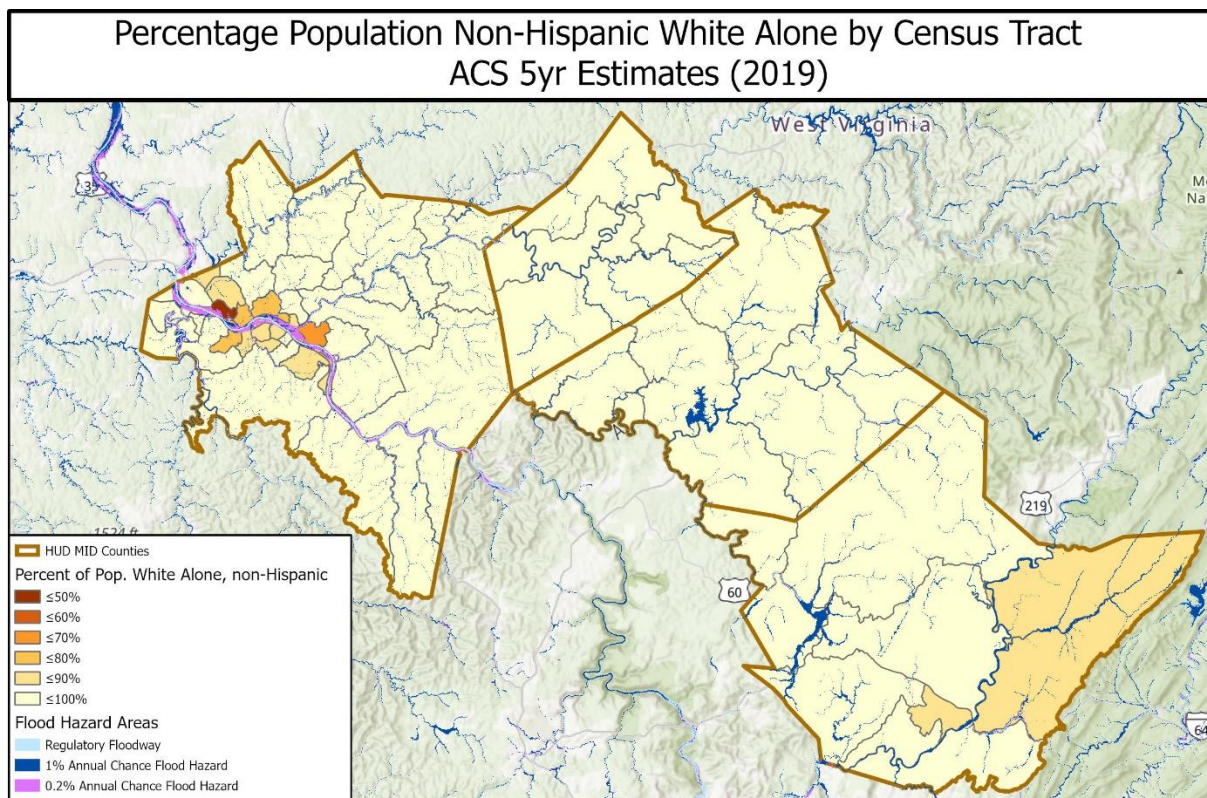 Percentage Population Non-Hispanic White Alone by Census Tract
ACS 5yr Estimates (2019)
West Virginia
35
219
60
64
1524 ft
HUD MID Counties
Percent of Pop. White Alone, non-Hispanic
≤50%
≤60%
≤70%
≤80%
≤90%
≤100%
Flood Hazard Areas
Regulatory Floodway
1% Annual Chance Flood Hazard
0.2% Annual Chance Flood Hazard